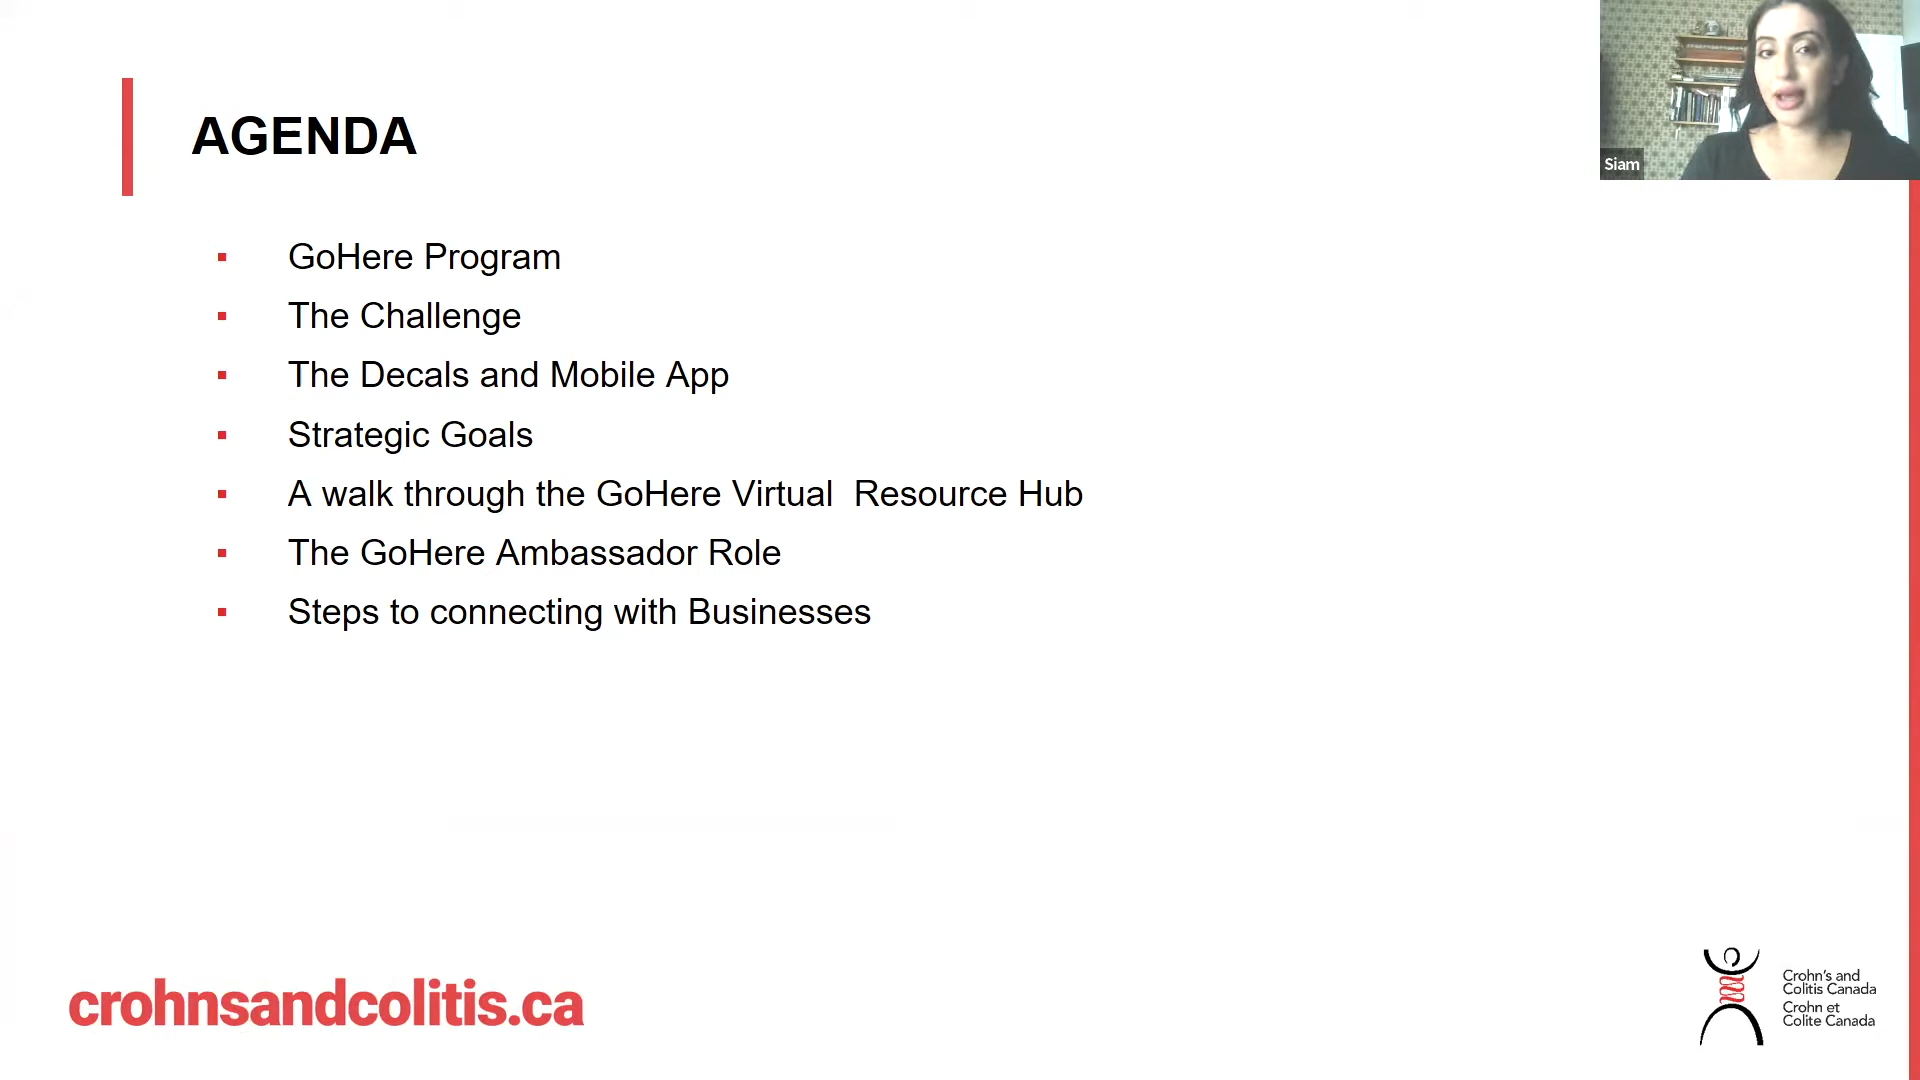 AGENDA
Siam
▪ GoHere Program
▪ The Challenge
▪ The Decals and Mobile App
▪ Strategic Goals
▪ A walk through the GoHere Virtual  Resource Hub
▪ The GoHere Ambassador Role
▪ Steps to connecting with Businesses
crohnsandcolitis.ca
Crohn's and
Colitis Canada
Crohn et
Colite Canada